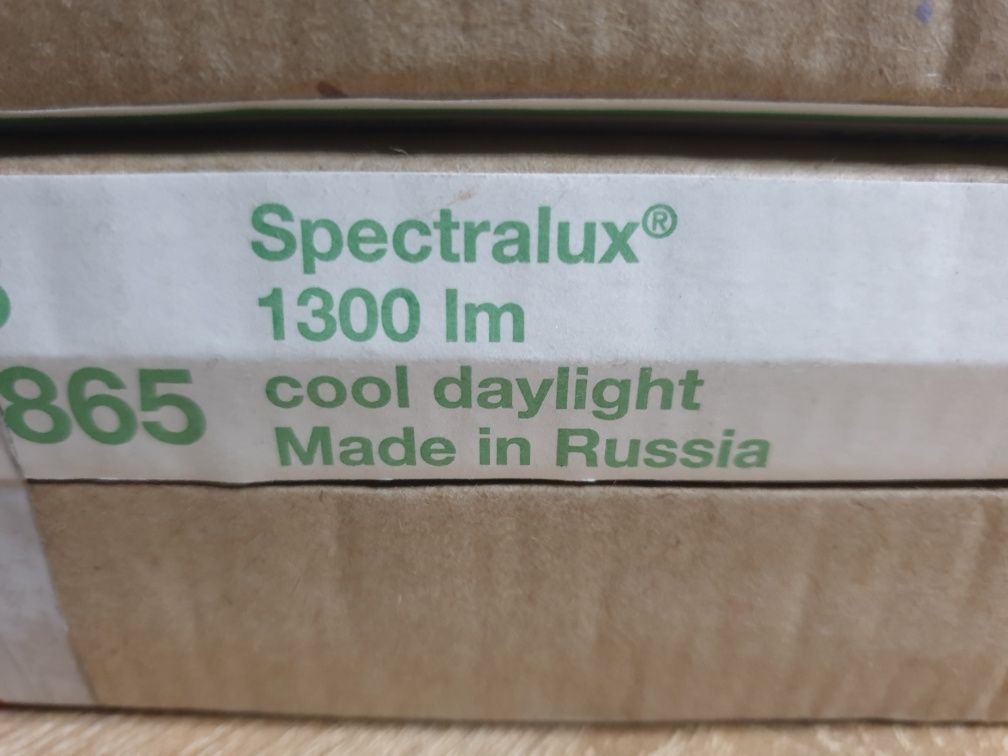 Spectralux®
1300 lm
865 cool daylight
Made in Russia